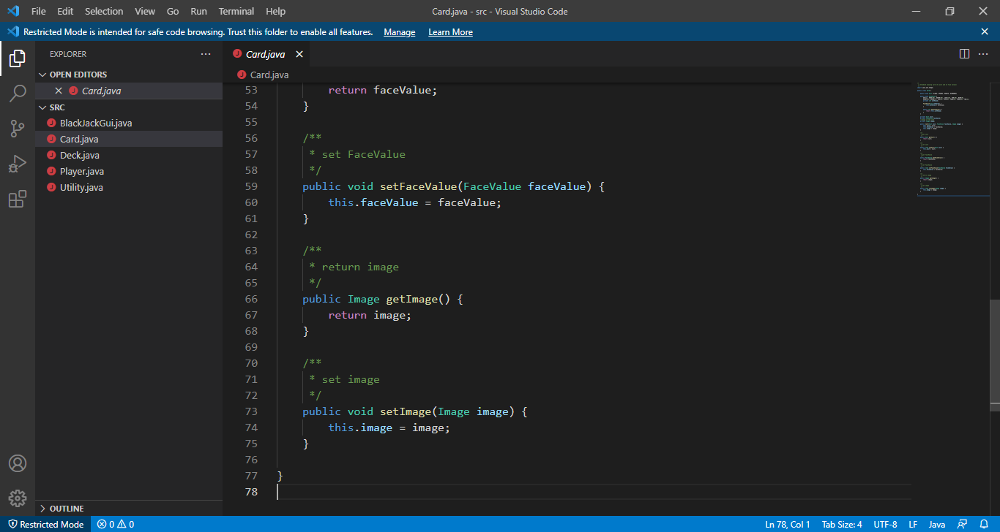 File Edit Selection View Go Run Terminal Help Card.java - src - Visual Studio Code
Restricted Mode is intended for safe code browsing. Trust this folder to enable all features. Manage Learn More
EXPLORER
OPEN EDITORS
Card.java
SRC
BlackJackGui.java
Card.java
Deck.java
Player.java
Utility.java
OUTLINE
Card.java
Card.java
53 return faceValue;
54 }
55
56 /**
57 * set FaceValue
58 */
59 public void setFaceValue(FaceValue faceValue) {
60 this.faceValue = faceValue;
61 }
62
63 /**
64 * return image
65 */
66 public Image getImage() {
67 return image;
68 }
69
70 /**
71 * set image
72 */
73 public void setImage(Image image) {
74 this.image = image;
75 }
76
77 }
78
Restricted Mode 0 0 Ln 78, Col 1 Tab Size: 4 UTF-8 LF Java